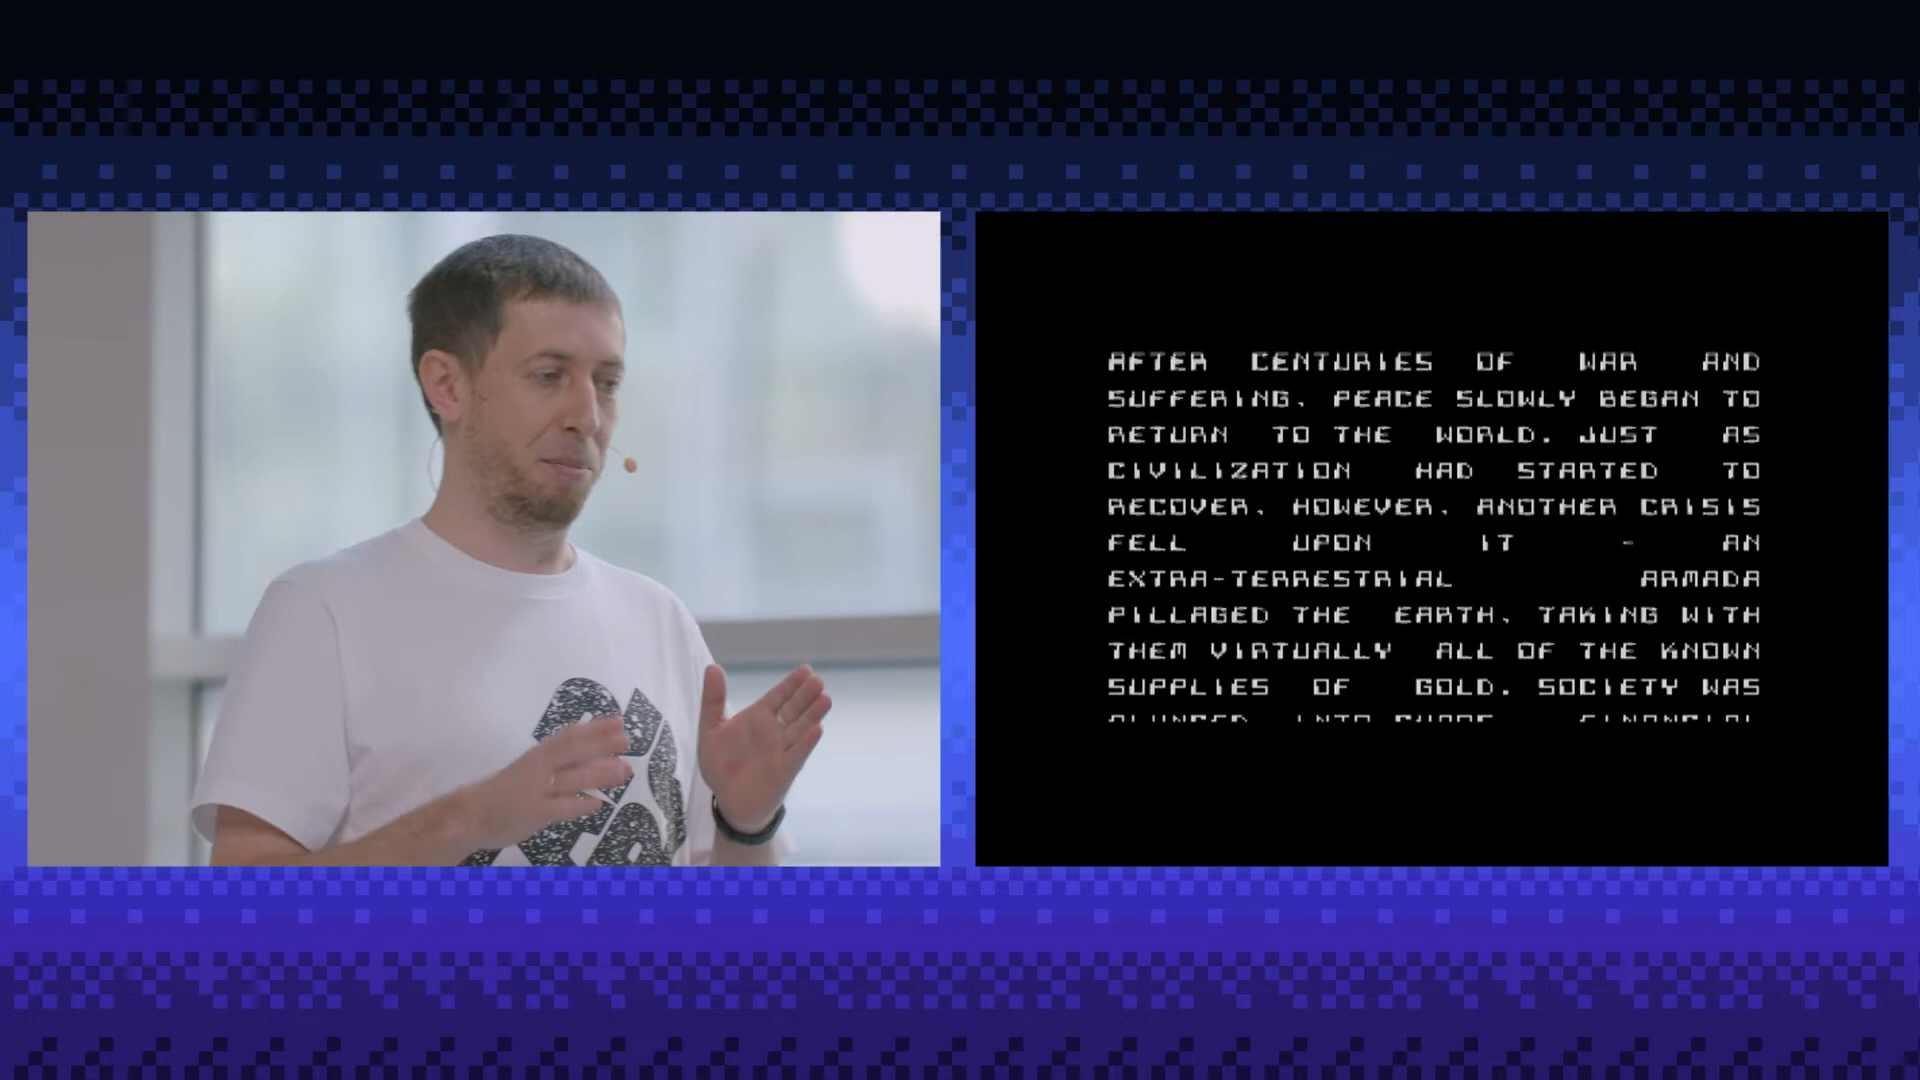 AFTER CENTURIES OF WAR AND
SUFFERING, PEACE SLOWLY BEGAN TO
RETURN TO THE WORLD. JUST AS
CIVILIZATION HAD STARTED TO
RECOVER, HOWEVER, ANOTHER CRISIS
FELL UPON IT - AN
EXTRA-TERRESTRIAL ARMADA
PILLAGED THE EARTH, TAKING WITH
THEM VIRTUALLY ALL OF THE KNOWN
SUPPLIES OF GOLD. SOCIETY WAS
INTO FINANCIAL